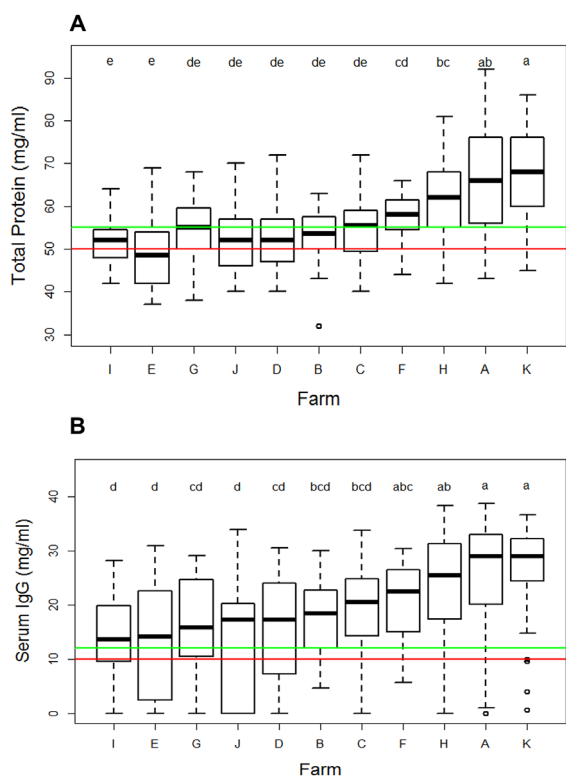 A
e e de de de de de cd bc ab a
90
80
70
60
50
40
30
Total Protein (mg/ml)
I E G J D B C F H A K
Farm
B
d d cd d cd bcd bcd abc ab a a
40
30
20
10
0
Serum IgG (mg/ml)
I E G J D B C F H A K
Farm